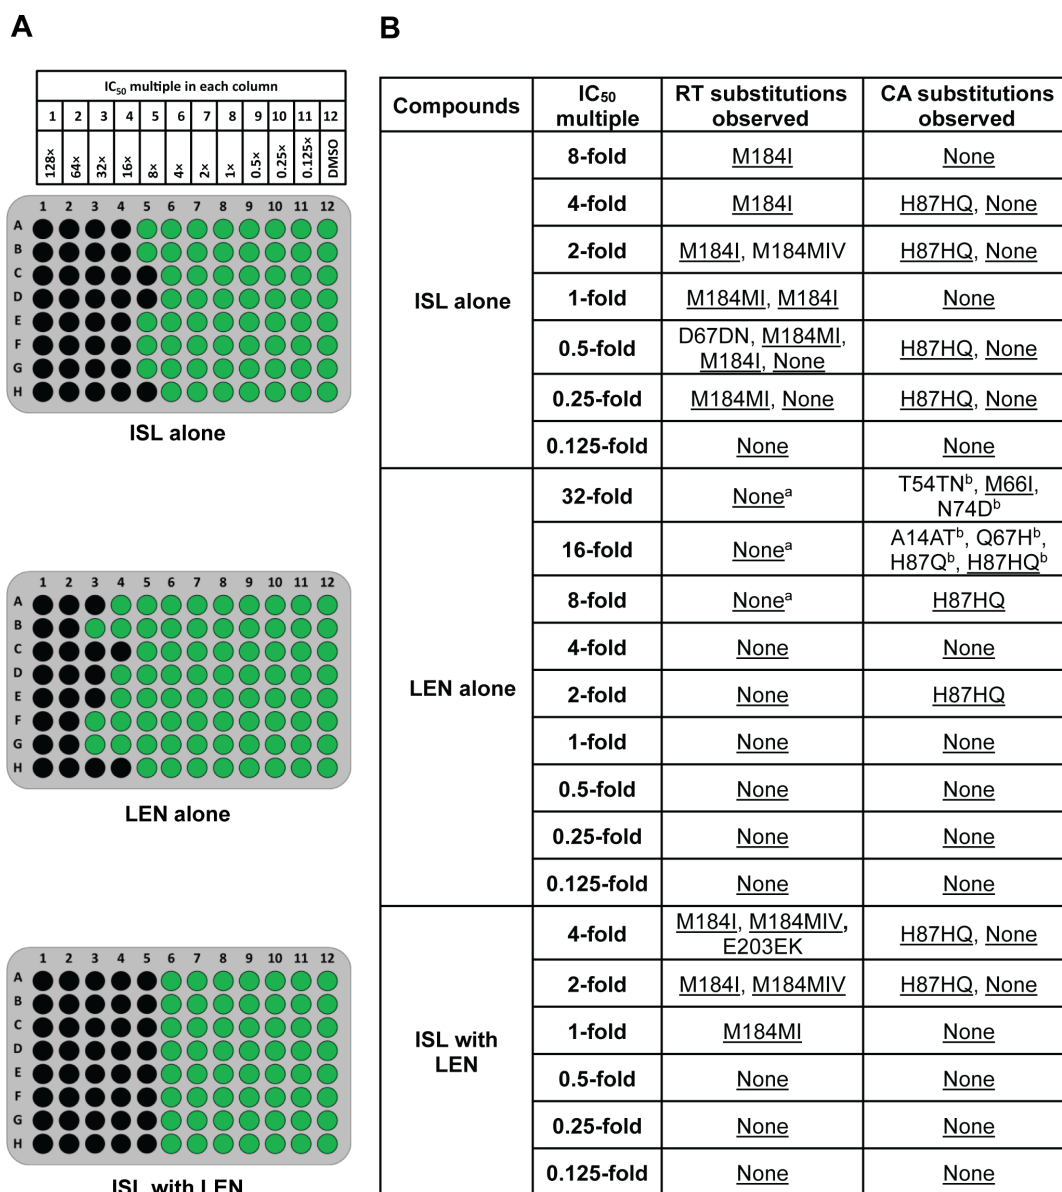 A
IC50 multiple in each column
1 2 3 4 5 6 7 8 9 10 11 12
128× 64× 32× 16× 8× 4× 2× 1× 0.5× 0.25× 0.125× DMSO
1 2 3 4 5 6 7 8 9 10 11 12
A
B
C
D
E
F
G
H
ISL alone
1 2 3 4 5 6 7 8 9 10 11 12
A
B
C
D
E
F
G
H
LEN alone
1 2 3 4 5 6 7 8 9 10 11 12
A
B
C
D
E
F
G
H
ISL with LEN
B
Compounds
IC50
multiple
RT substitutions
observed
CA substitutions
observed
ISL alone
8-fold M184I None
4-fold M184I H87HQ, None
2-fold M184I, M184MIV H87HQ, None
1-fold M184MI, M184I None
0.5-fold
D67DN, M184MI,
M184I, None
H87HQ, None
0.25-fold M184MI, None H87HQ, None
0.125-fold None None
LEN alone
32-fold
Nonea
T54TNb, M66I,
N74Db
16-fold
Nonea
A14ATb, Q67Hb,
H87Qb, H87HQb
8-fold Nonea H87HQ
4-fold None None
2-fold None H87HQ
1-fold None None
0.5-fold None None
0.25-fold None None
0.125-fold None None
ISL with
LEN
4-fold
M184I, M184MIV,
E203EK
H87HQ, None
2-fold M184I, M184MIV H87HQ, None
1-fold M184MI None
0.5-fold None None
0.25-fold None None
0.125-fold None None